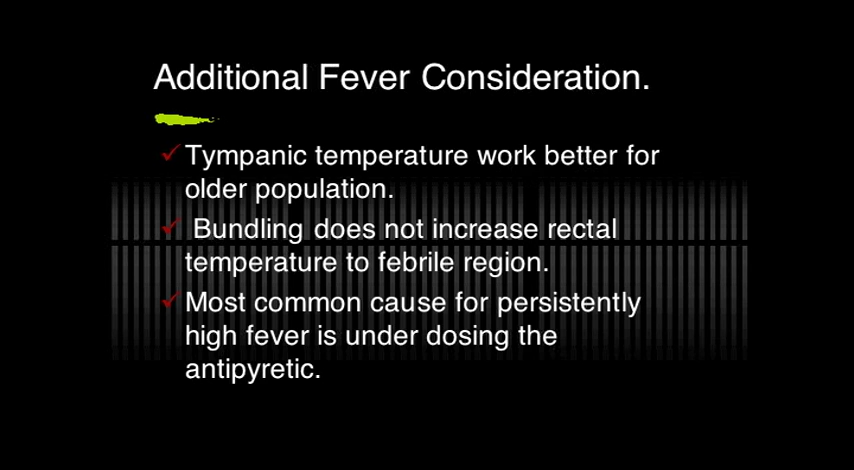 Additional Fever Consideration.
Tympanic temperature work better for
older population.
Bundling does not increase rectal
temperature to febrile region.
Most common cause for persistently
high fever is under dosing the
antipyretic.